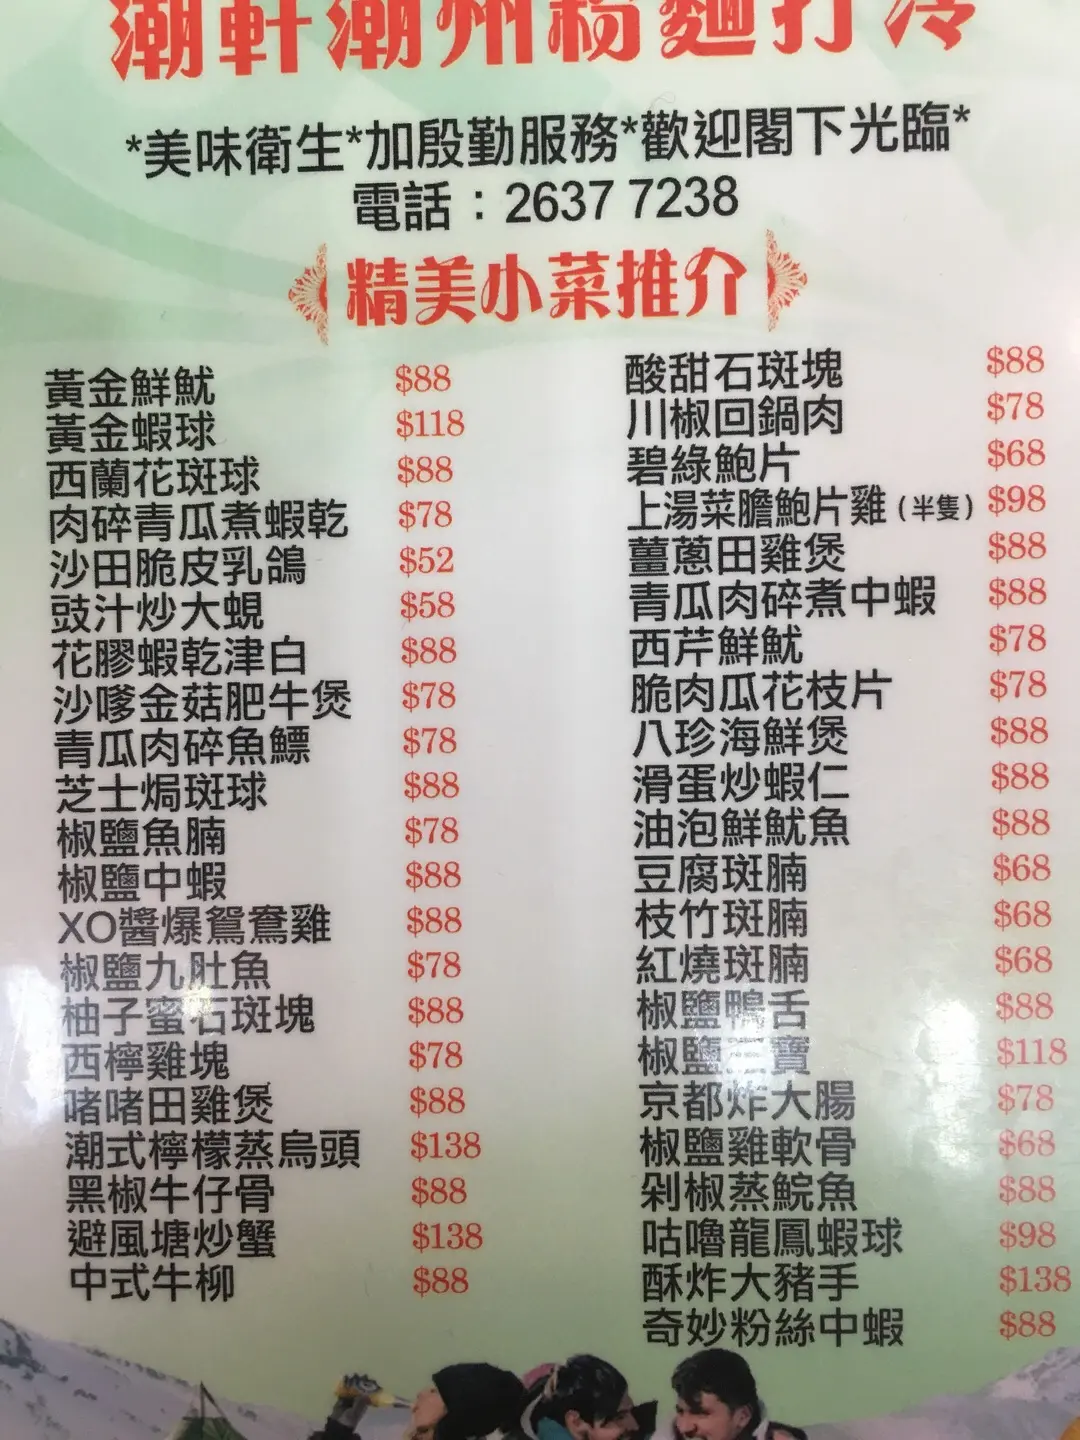 潮軒潮州粉麵打冷
*美味衛生*加殷勤服務*歡迎閣下光臨*
電話：2637 7238
精美小菜推介
黃金鮮魷 $88
黃金蝦球 $118
西蘭花斑球 $88
肉碎青瓜煮蝦乾 $78
沙田脆皮乳鴿 $52
豉汁炒大蜆 $58
花膠蝦乾津白 $88
沙嗲金菇肥牛煲 $78
青瓜肉碎魚鰾 $78
芝士焗斑球 $88
椒鹽魚腩 $78
椒鹽中蝦 $88
XO醬爆鴛鴦雞 $88
椒鹽九肚魚 $78
柚子蜜石斑塊 $88
西檸雞塊 $78
啫啫田雞煲 $88
潮式檸檬蒸烏頭 $138
黑椒牛仔骨 $88
避風塘炒蟹 $138
中式牛柳 $88
酸甜石斑塊 $88
川椒回鍋肉 $78
碧綠鮑片 $68
上湯菜膽鮑片雞（半隻） $98
薑蔥田雞煲 $88
青瓜肉碎煮中蝦 $88
西芹鮮魷 $78
脆肉瓜花枝片 $78
八珍海鮮煲 $88
滑蛋炒蝦仁 $88
油泡鮮魷魚 $88
豆腐斑腩 $68
枝竹斑腩 $68
紅燒斑腩 $68
椒鹽鴨舌 $88
椒鹽寶 $118
京都炸大腸 $78
椒鹽雞軟骨 $68
剁椒蒸鯇魚 $88
咕嚕龍鳳蝦球 $98
酥炸大豬手 $138
奇妙粉絲中蝦 $88